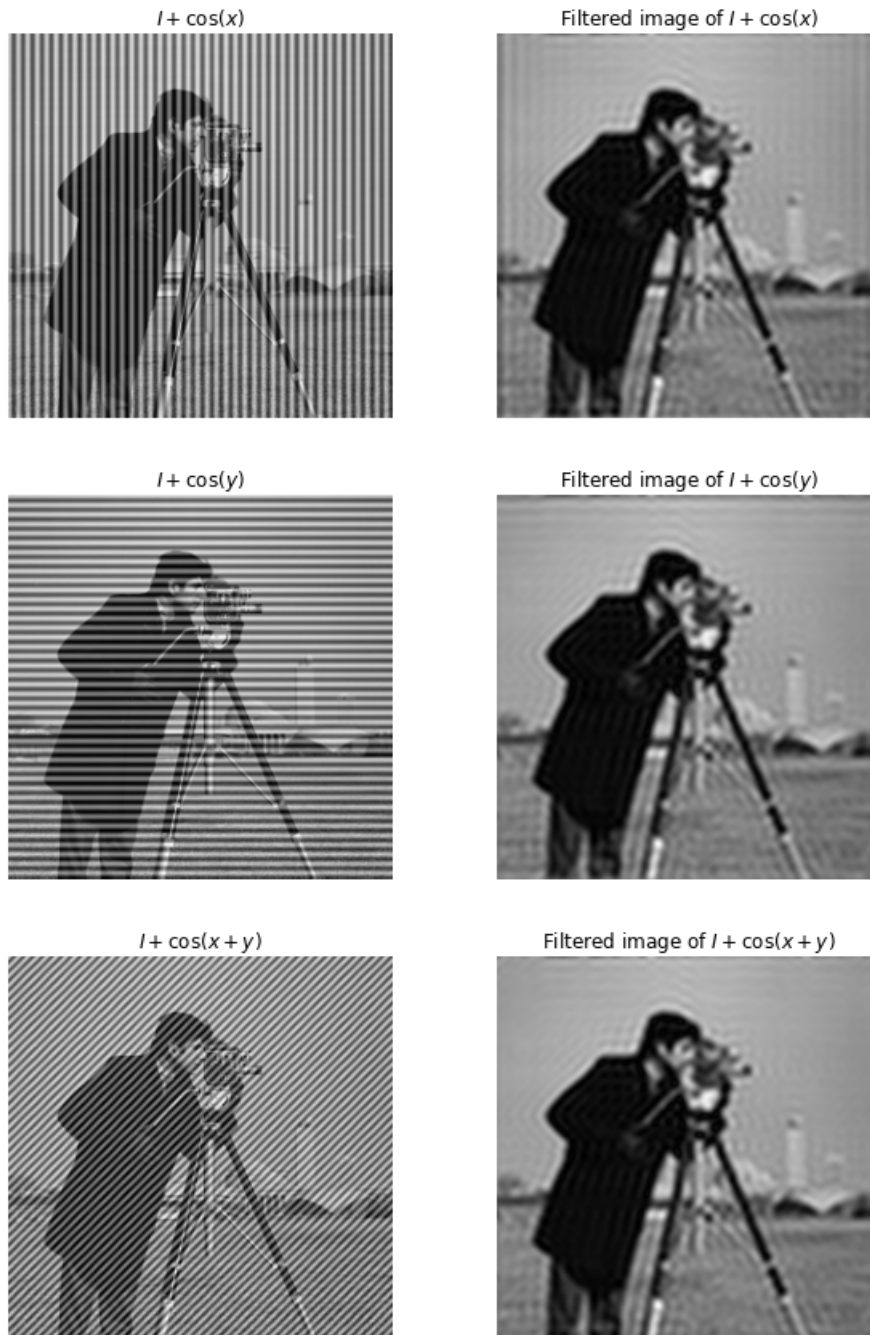 I + cos(x)
Filtered image of I + cos(x)
I + cos(y)
Filtered image of I + cos(y)
I + cos(x + y)
Filtered image of I + cos(x + y)